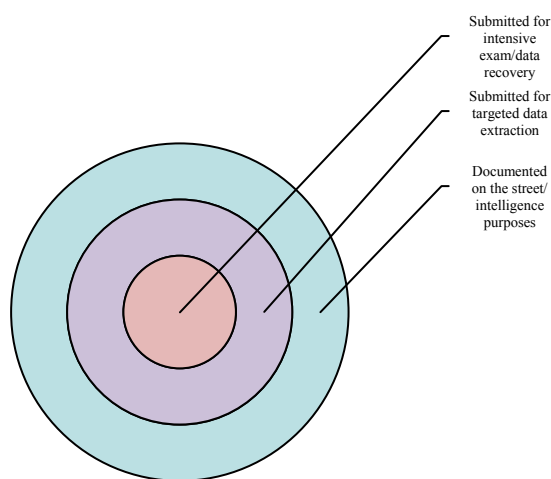 Submitted for
intensive
exam/data
recovery
Submitted for
targeted data
extraction
Documented
on the street/
intelligence
purposes